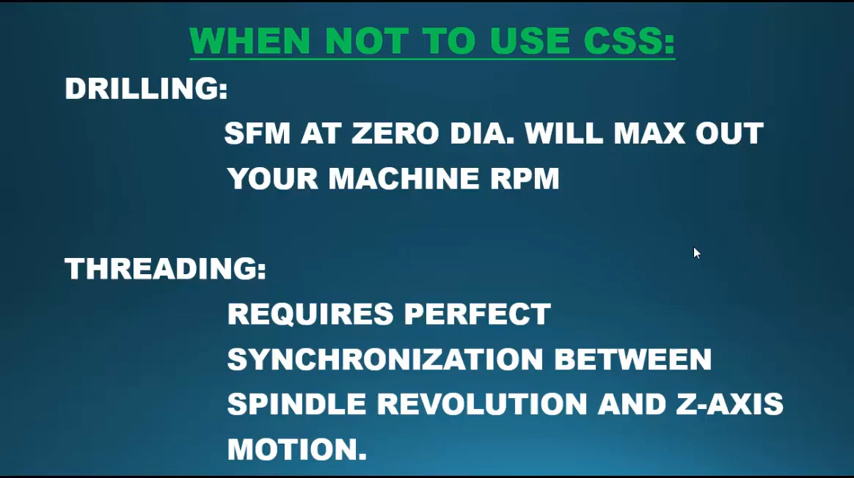 WHEN NOT TO USE CSS:
DRILLING:
SFM AT ZERO DIA. WILL MAX OUT
YOUR MACHINE RPM
THREADING:
REQUIRES PERFECT
SYNCHRONIZATION BETWEEN
SPINDLE REVOLUTION AND Z-AXIS
MOTION.